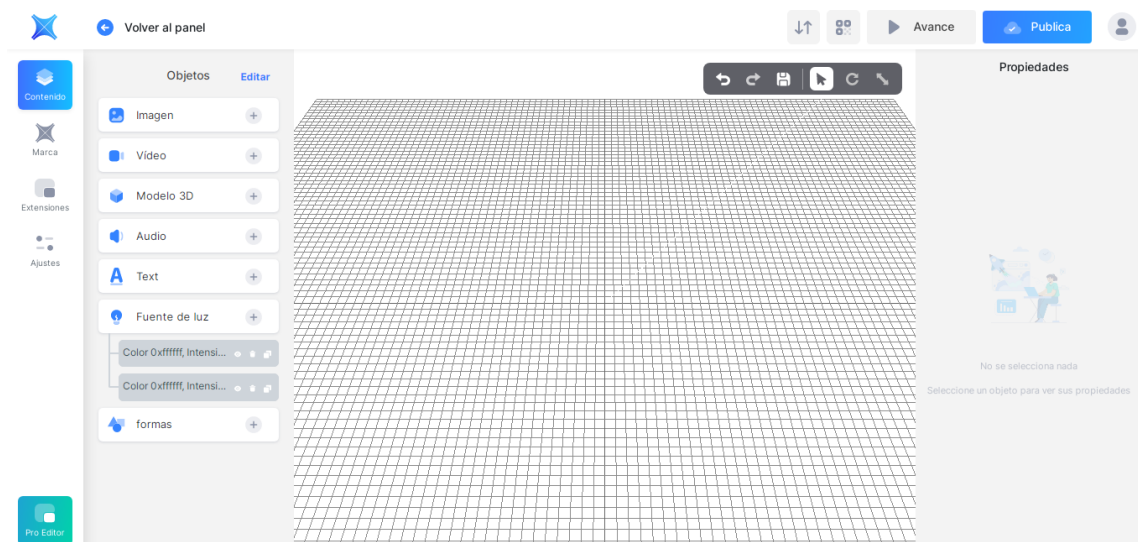 Volver al panel
Avance
Publica
Contenido
Marca
Extensiones
Ajustes
Pro Editor
Objetos
Editar
Imagen
Vídeo
Modelo 3D
Audio
Text
Fuente de luz
Color 0xffffff, Intensi...
Color 0xffffff, Intensi...
formas
Propiedades
No se selecciona nada
Seleccione un objeto para ver sus propiedades